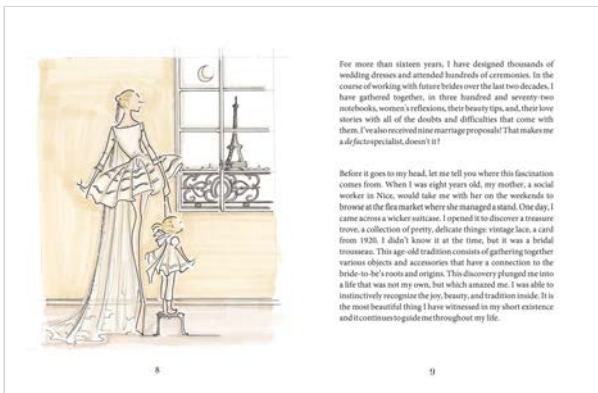 For more than sixteen years, I have designed thousands of
wedding dresses and attended hundreds of ceremonies. In the
course of working with future brides over the last two decades, I
have gathered together, in three hundred and seventy-two
notebooks, women's reflexions, their beauty tips, and, their love
stories with all of the doubts and difficulties that come with
them. I've also received nine marriage proposals! That makes me
a defacto specialist, doesn't it?
Before it goes to my head, let me tell you where this fascination
comes from. When I was eight years old, my mother, a social
worker in Nice, would take me with her on the weekends to
browse at the flea market where she managed a stand. One day, I
came across a wicker suitcase. I opened it to discover a treasure
trove, a collection of pretty, delicate things: vintage lace, a card
from 1920. I didn't know it at the time, but it was a bridal
trousseau. This age-old tradition consists of gathering together
various objects and accessories that have a connection to the
bride-to-be's roots and origins. This discovery plunged me into
a life that was not my own, but which amazed me. I was able to
instinctively recognize the joy, beauty, and tradition inside. It is
the most beautiful thing I have witnessed in my short existence
and it continues to guide me throughout my life.
8
9